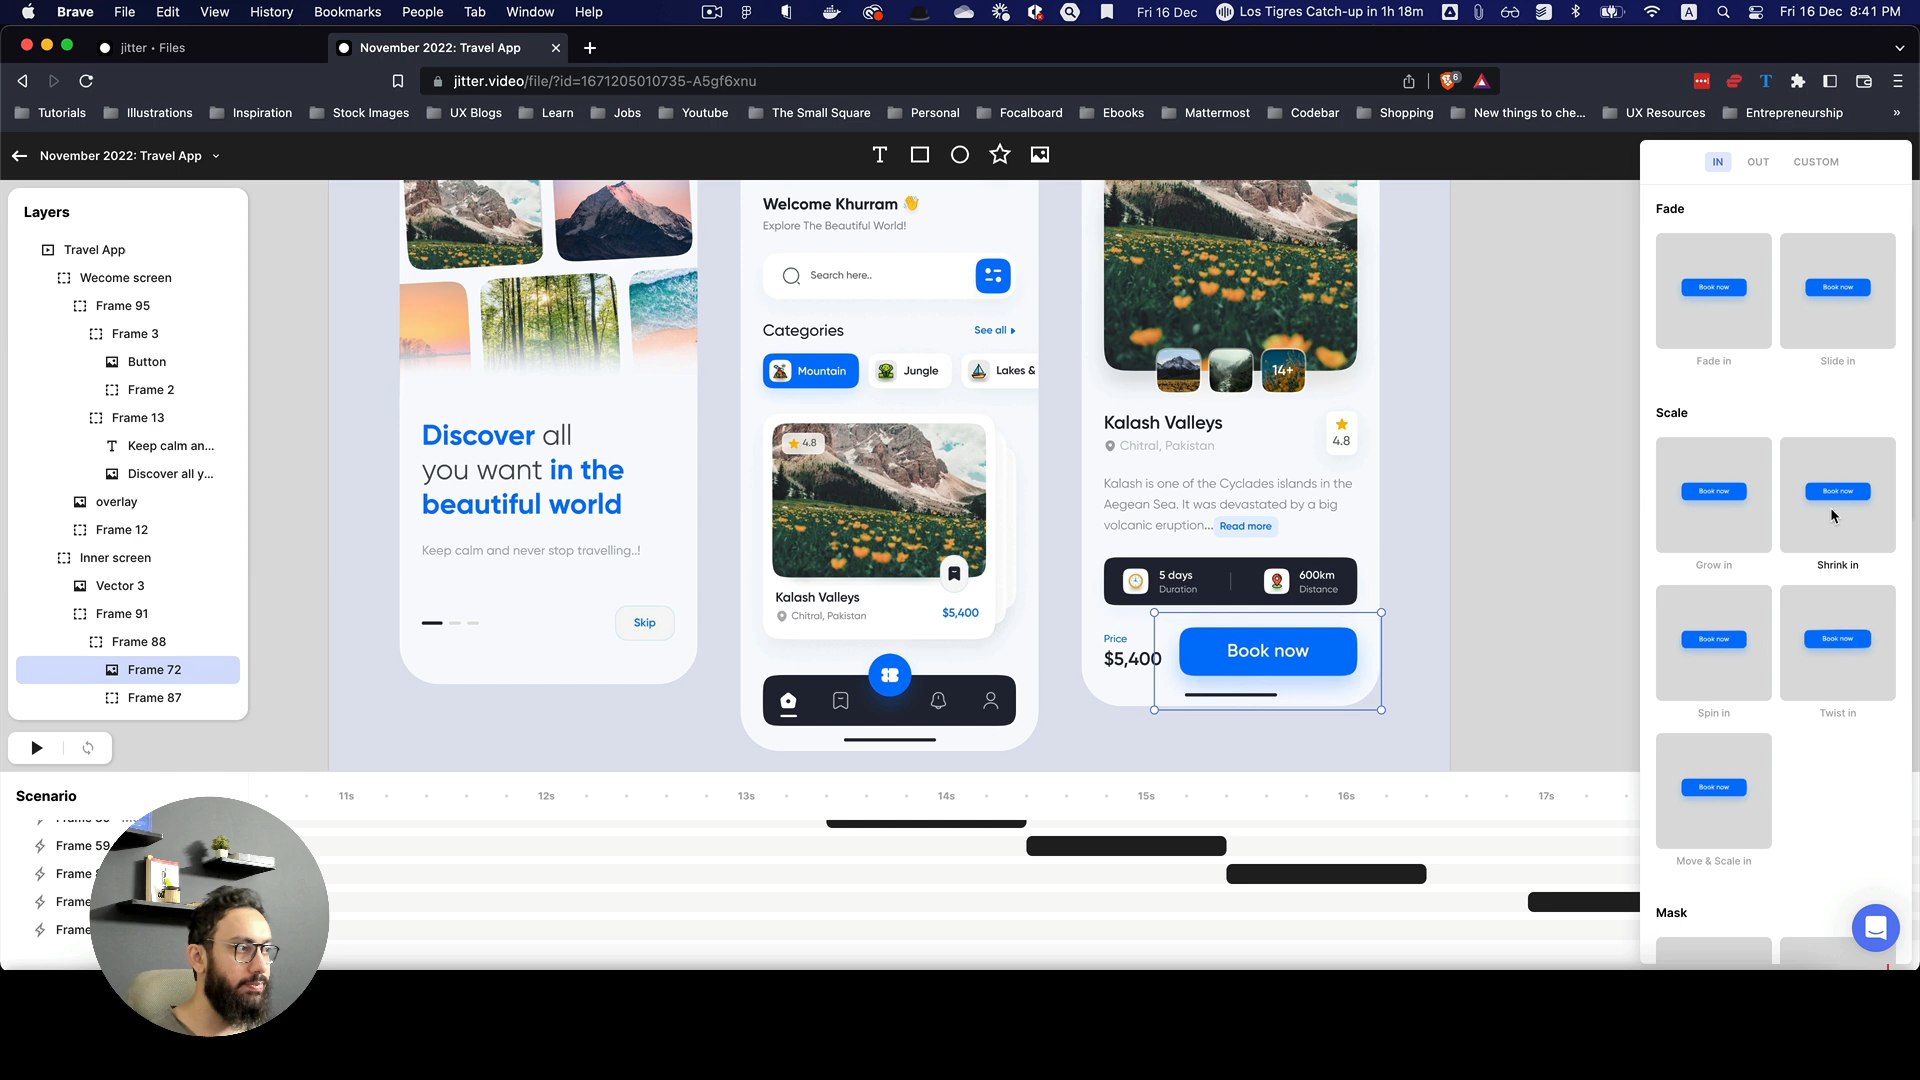 Brave File Edit View History Bookmarks People Tab Window Help
Fri 16 Dec
Los Tigres Catch-up in 1h 18m
A
Fri 16 Dec 8:41 PM
jitter • Files
November 2022: Travel App
jitter.video/file/?id=1671205010735-A5gf6xnu
6
Tutorials
Illustrations
Inspiration
Stock Images
UX Blogs
Learn
Jobs
Youtube
The Small Square
Personal
Focalboard
Ebooks
Mattermost
Codebar
Shopping
New things to che...
UX Resources
Entrepreneurship
»
November 2022: Travel App
Layers
Travel App
Wecome screen
Frame 95
Frame 3
Button
Frame 2
Frame 13
Keep calm an...
Discover all y...
overlay
Frame 12
Inner screen
Vector 3
Frame 91
Frame 88
Frame 72
Frame 87
Discover all
you want in the
beautiful world
Keep calm and never stop travelling..!
Skip
Welcome Khurram 👋
Explore The Beautiful World!
Search here..
Categories
See all
Mountain
Jungle
Lakes &
4.8
Kalash Valleys
Chitral, Pakistan
$5,400
14+
Kalash Valleys
Chitral, Pakistan
4.8
Kalash is one of the Cyclades islands in the
Aegean Sea. It was devastated by a big
volcanic eruption... Read more
5 days
Duration
600km
Distance
Price
$5,400
Book now
IN OUT CUSTOM
Fade
Book now
Book now
Fade in
Slide in
Scale
Book now
Book now
Grow in
Shrink in
Book now
Book now
Spin in
Twist in
Book now
Move & Scale in
Mask
Scenario
11s
12s
13s
14s
15s
16s
17s
Frame 59
Frame
Frame
Frame